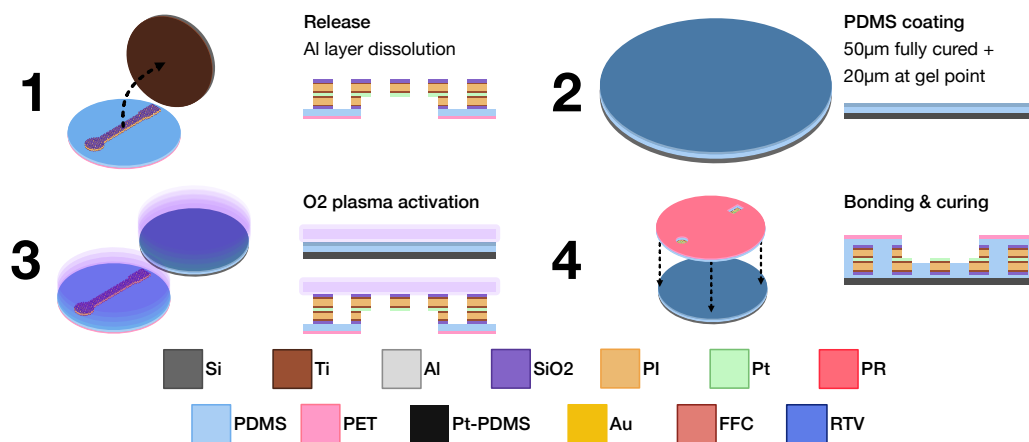 1
Release
Al layer dissolution
2
PDMS coating
50μm fully cured +
20μm at gel point
3
O2 plasma activation
4
Bonding & curing
Si
Ti
Al
SiO2
PI
Pt
PR
PDMS
PET
Pt-PDMS
Au
FFC
RTV